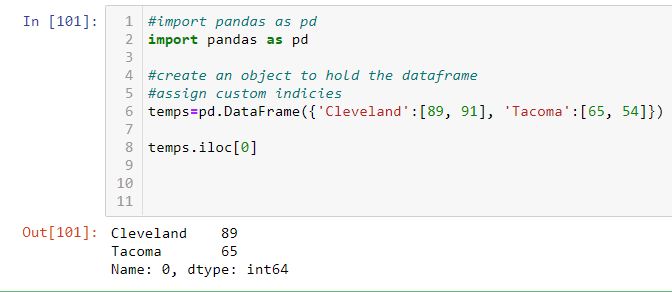 In [101]:
1 #import pandas as pd
2 import pandas as pd
3
4 #create an object to hold the dataframe
5 #assign custom indicies
6 temps=pd.DataFrame({'Cleveland':[89, 91], 'Tacoma':[65, 54]})
7
8 temps.iloc[0]
9
10
11
Out[101]: Cleveland    89
Tacoma       65
Name: 0, dtype: int64